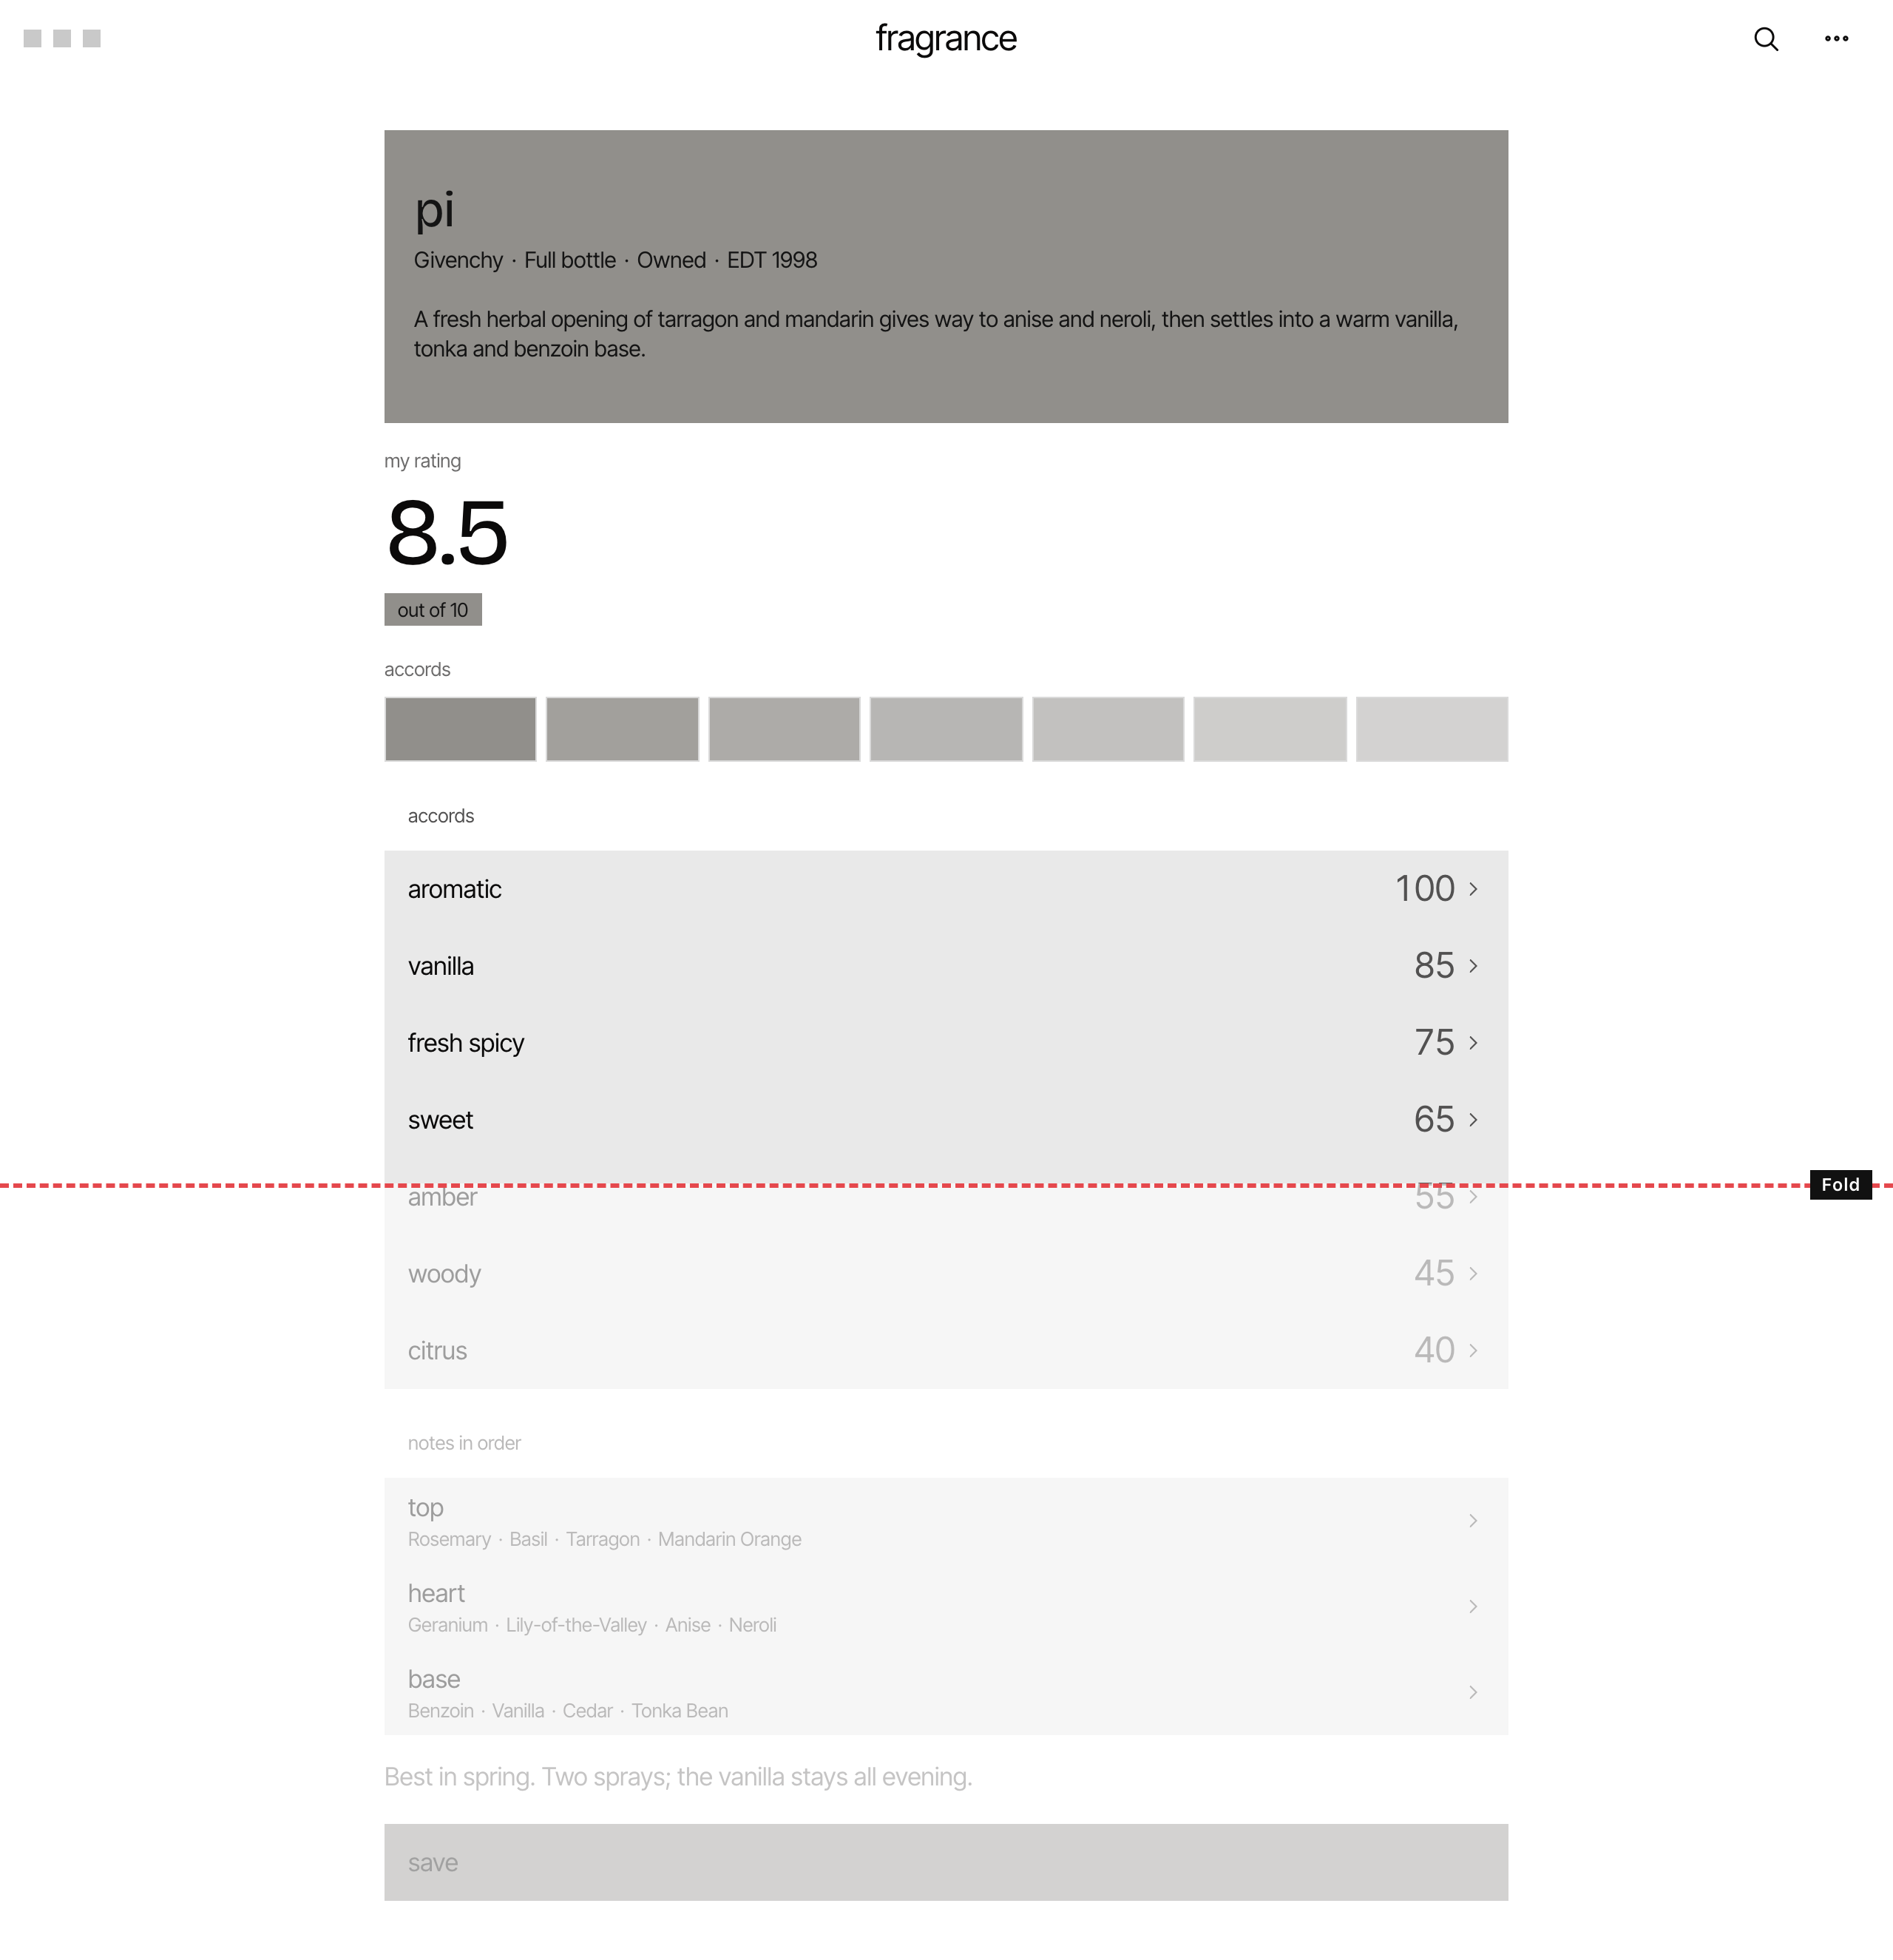 fragrance
pi
Givenchy · Full bottle · Owned · EDT 1998
A fresh herbal opening of tarragon and mandarin gives way to anise and neroli, then settles into a warm vanilla,
tonka and benzoin base.
my rating
8.5
out of 10
accords
accords
aromatic 100
vanilla 85
fresh spicy 75
sweet 65
Fold
amber 55
woody 45
citrus 40
notes in order
top
Rosemary · Basil · Tarragon · Mandarin Orange
heart
Geranium · Lily-of-the-Valley · Anise · Neroli
base
Benzoin · Vanilla · Cedar · Tonka Bean
Best in spring. Two sprays; the vanilla stays all evening.
save